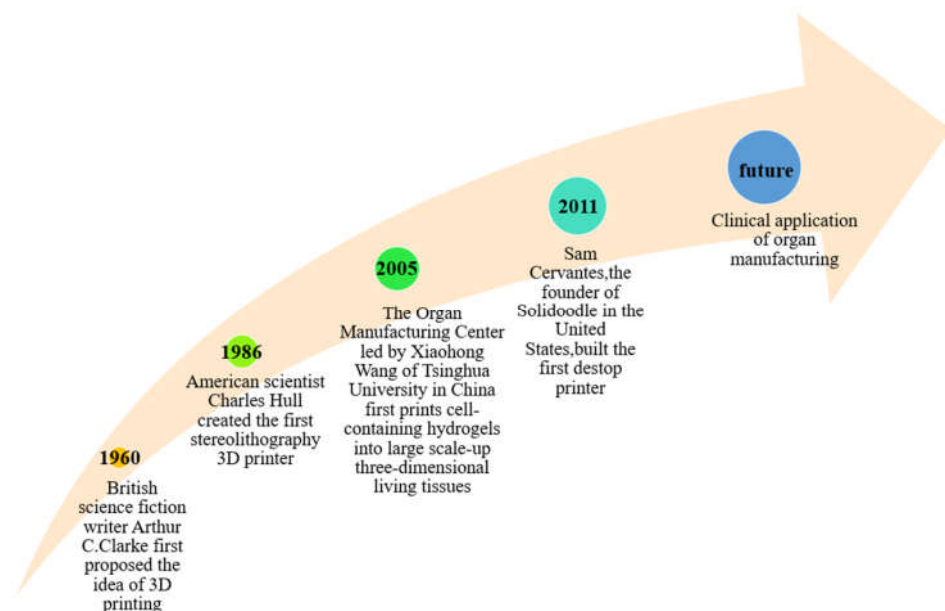 1960
British
science fiction
writer Arthur
C.Clarke first
proposed the
idea of 3D
printing
1986
American scientist
Charles Hull
created the first
stereolithography
3D printer
2005
The Organ
Manufacturing Center
led by Xiaohong
Wang of Tsinghua
University in China
first prints cell-
containing hydrogels
into large scale-up
three-dimensional
living tissues
2011
Sam
Cervantes,the
founder of
Solidoodle in the
United
States,built the
first destop
printer
future
Clinical application
of organ
manufacturing